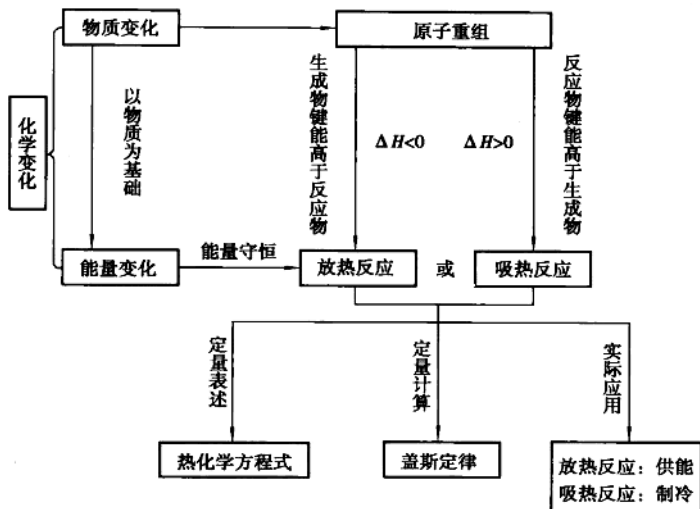 物质变化
原子重组
化学变化
以物质为基础
生成物键能高于反应物
ΔH<0
ΔH>0
反应物键能高于生成物
能量变化
能量守恒
放热反应
或
吸热反应
定量表述
定量计算
实际应用
热化学方程式
盖斯定律
放热反应：供能
吸热反应：制冷